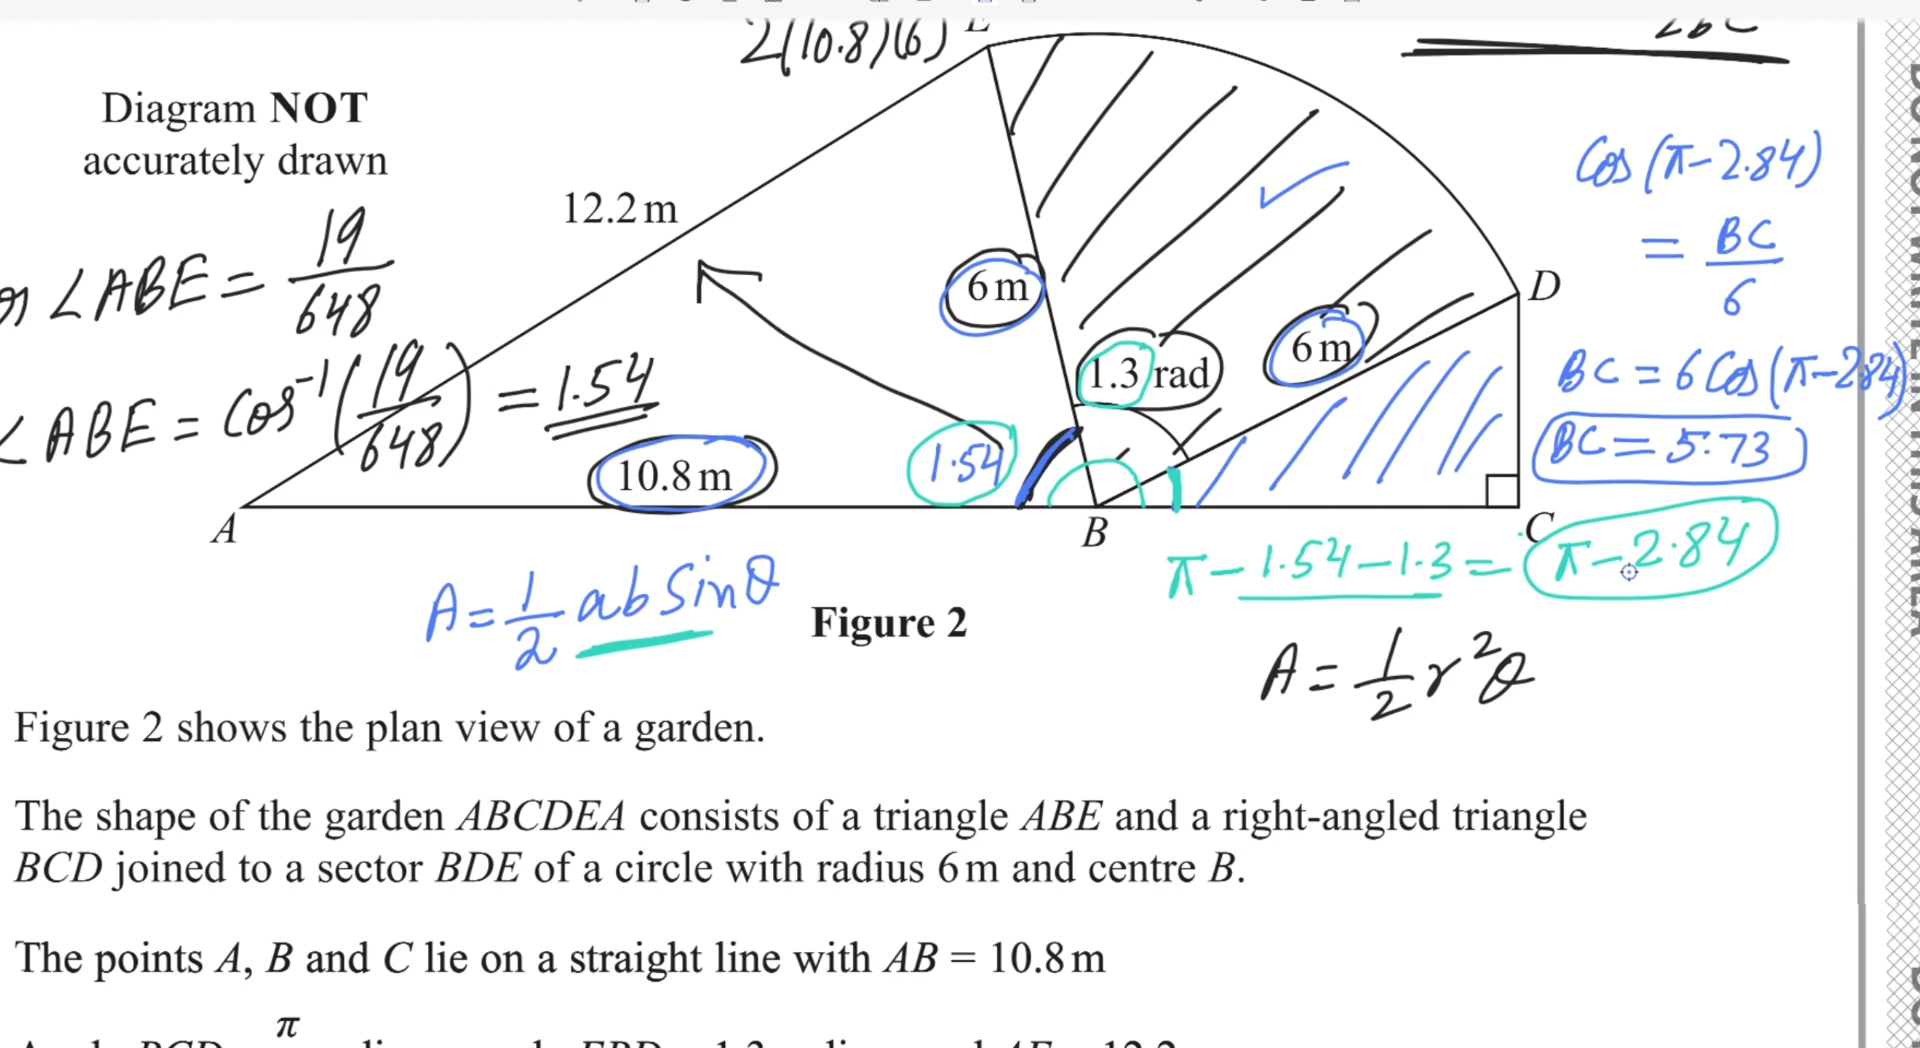 2(10.8)(6)
E
2bc
Diagram NOT
accurately drawn
12.2 m
∠ABE = 19/648
∠ABE = Cos⁻¹(19/648) = 1.54
6 m
6 m
1.3 rad
1.54
10.8 m
A
B
C
D
Cos(π−2.84)
= BC/6
BC = 6Cos(π−2.84)
BC = 5.73
π−1.54−1.3 = π−2.84
A = 1/2 ab Sinθ
Figure 2
A = 1/2 r²θ
Figure 2 shows the plan view of a garden.
The shape of the garden ABCDEA consists of a triangle ABE and a right-angled triangle
BCD joined to a sector BDE of a circle with radius 6 m and centre B.
The points A, B and C lie on a straight line with AB = 10.8 m
π